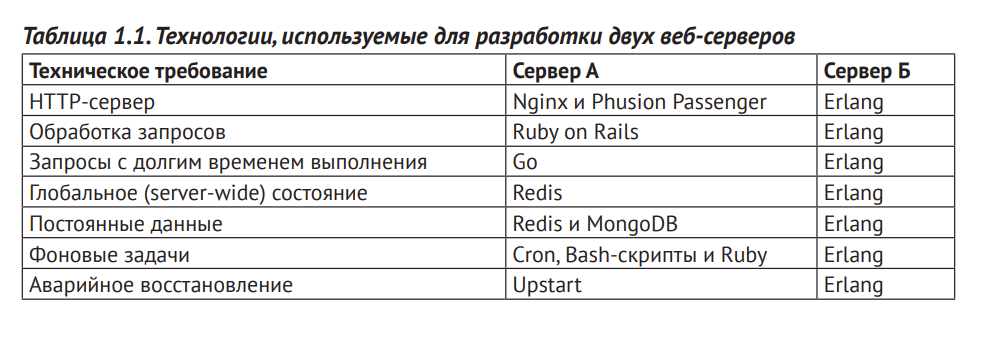 Таблица 1.1. Технологии, используемые для разработки двух веб-серверов
Техническое требование Сервер А Сервер Б
HTTP-сервер Nginx и Phusion Passenger Erlang
Обработка запросов Ruby on Rails Erlang
Запросы с долгим временем выполнения Go Erlang
Глобальное (server-wide) состояние Redis Erlang
Постоянные данные Redis и MongoDB Erlang
Фоновые задачи Cron, Bash-скрипты и Ruby Erlang
Аварийное восстановление Upstart Erlang